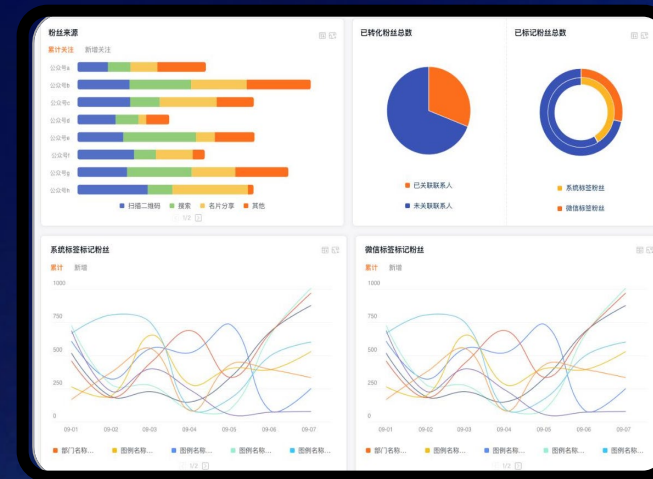 粉丝来源
累计关注 新增关注
公众号a
公众号b
公众号c
公众号d
公众号e
公众号f
公众号g
公众号h
扫描二维码 搜索 名片分享 其他
1/2
已转化粉丝总数
已关联联系人
未关联联系人
已标记粉丝总数
系统标签粉丝
微信标签粉丝
系统标签标记粉丝
累计 新增
1000
750
500
250
0
09-01 09-02 09-03 09-04 09-05 09-06 09-07
部门名称... 图例名称... 图例名称... 图例名称... 图例名称...
1/2
微信标签标记粉丝
累计 新增
1000
750
500
250
0
09-01 09-02 09-03 09-04 09-05 09-06 09-07
部门名称... 图例名称... 图例名称... 图例名称... 图例名称...
1/2